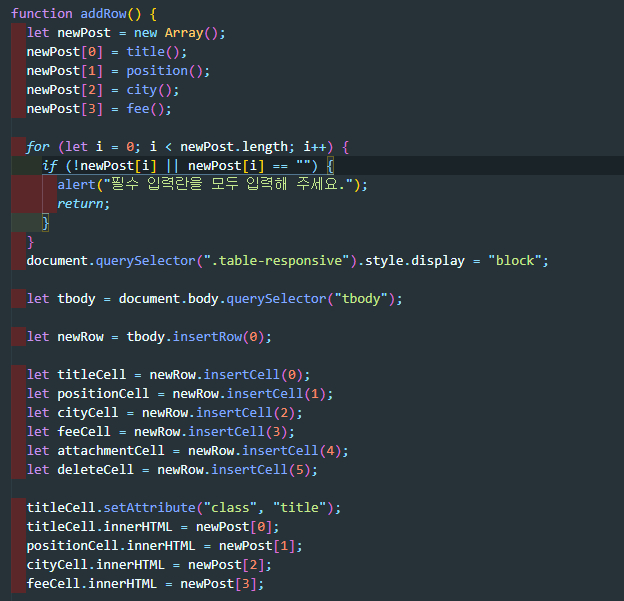 function addRow() {
let newPost = new Array();
newPost[0] = title();
newPost[1] = position();
newPost[2] = city();
newPost[3] = fee();
for (let i = 0; i < newPost.length; i++) {
if (!newPost[i] || newPost[i] == "") {
alert("필수 입력란을 모두 입력해 주세요.");
return;
}
}
document.querySelector(".table-responsive").style.display = "block";
let tbody = document.body.querySelector("tbody");
let newRow = tbody.insertRow(0);
let titleCell = newRow.insertCell(0);
let positionCell = newRow.insertCell(1);
let cityCell = newRow.insertCell(2);
let feeCell = newRow.insertCell(3);
let attachmentCell = newRow.insertCell(4);
let deleteCell = newRow.insertCell(5);
titleCell.setAttribute("class", "title");
titleCell.innerHTML = newPost[0];
positionCell.innerHTML = newPost[1];
cityCell.innerHTML = newPost[2];
feeCell.innerHTML = newPost[3];